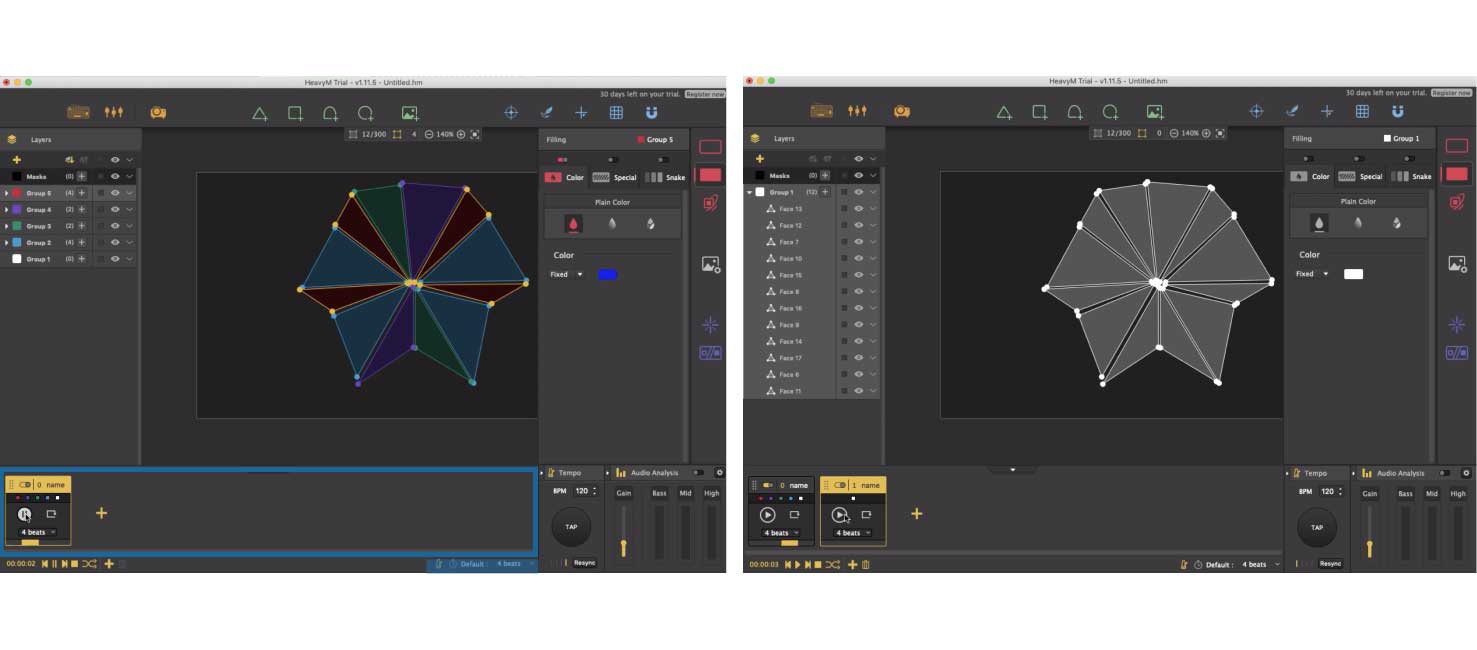 HeavyM Trial - v1.11.5 - Untitled.hm
30 days left on your trial. Register now
Layers
12/300 4 140%
Filling Group 5
Masks (0)
Group 5 (4)
Group 4 (2)
Group 3 (2)
Group 2 (4)
Group 1 (0)
Color Special Snake
Plain Color
Color
Fixed
0 name
4 beats
Tempo
BPM 120
TAP
Resync
Audio Analysis
Gain Bass Mid High
00:00:02
Default : 4 beats
HeavyM Trial - v1.11.5 - Untitled.hm
30 days left on your trial. Register now
Layers
12/300 0 140%
Filling Group 1
Masks (0)
Group 1 (12)
Face 13
Face 12
Face 7
Face 10
Face 15
Face 8
Face 16
Face 9
Face 14
Face 17
Face 6
Face 11
Color Special Snake
Plain Color
Color
Fixed
0 name 1 name
4 beats 4 beats
Tempo
BPM 120
TAP
Resync
Audio Analysis
Gain Bass Mid High
00:00:03
Default : 4 beats